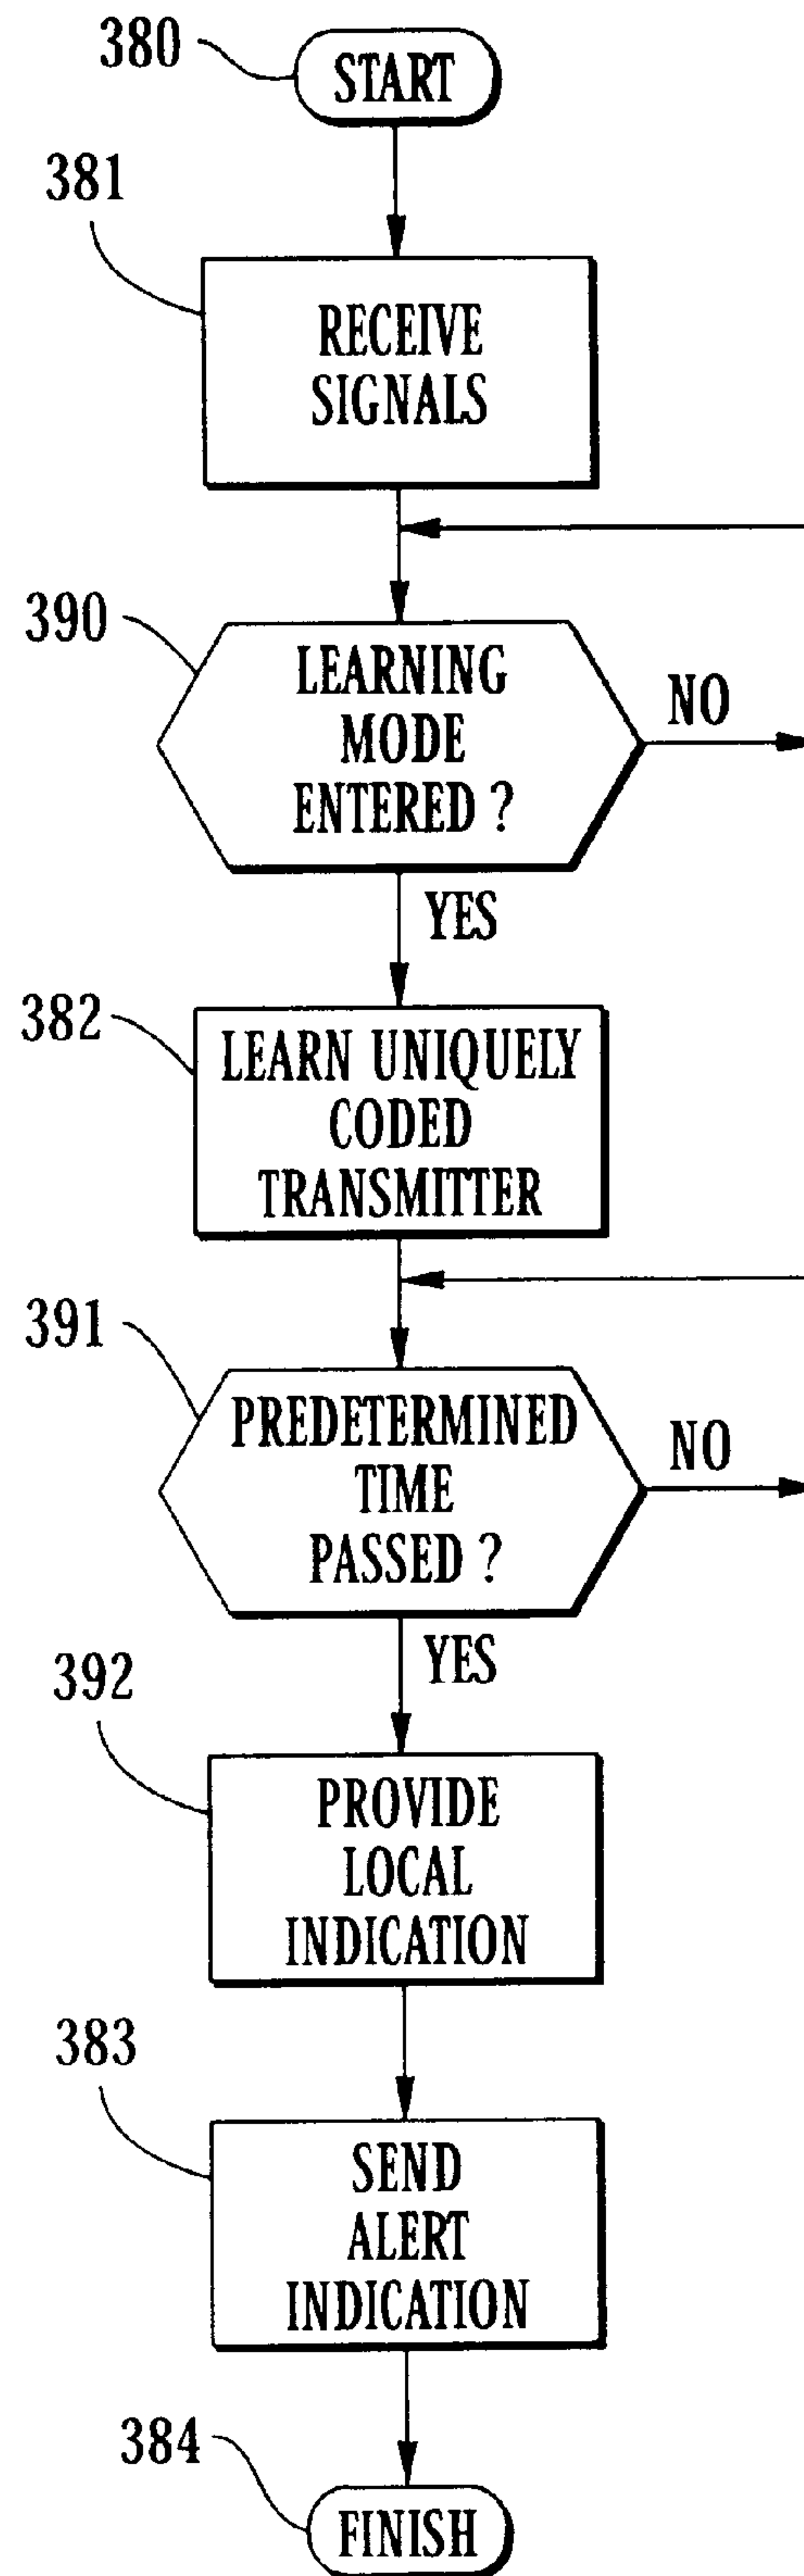 380
START
381
RECEIVE
SIGNALS
390
LEARNING
MODE
ENTERED ?
NO
YES
382
LEARN UNIQUELY
CODED
TRANSMITTER
391
PREDETERMINED
TIME
PASSED ?
NO
YES
392
PROVIDE
LOCAL
INDICATION
383
SEND
ALERT
INDICATION
384
FINISH